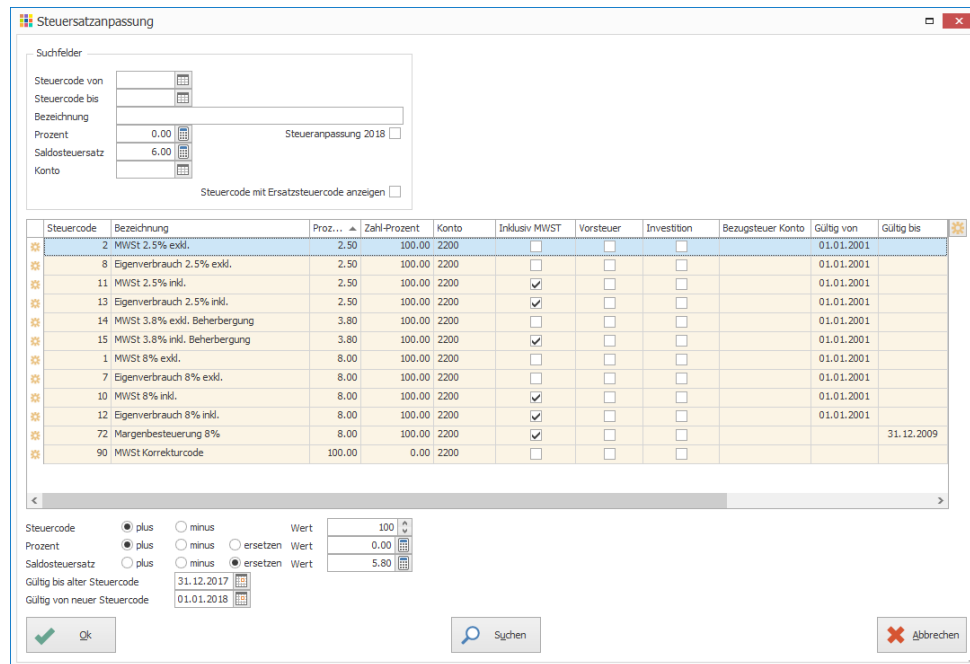 Steuersatzanpassung
Suchfelder
Steuercode von
Steuercode bis
Bezeichnung
Prozent 0.00 Steueranpassung 2018
Saldosteuersatz 6.00
Konto
Steuercode mit Ersatzsteuercode anzeigen
Steuercode Bezeichnung Proz... Zahl-Prozent Konto Inklusiv MWST Vorsteuer Investition Bezugsteuer Konto Gültig von Gültig bis
2 MWSt 2.5% exkl. 2.50 100.00 2200 01.01.2001
8 Eigenverbrauch 2.5% exkl. 2.50 100.00 2200 01.01.2001
11 MWSt 2.5% inkl. 2.50 100.00 2200 01.01.2001
13 Eigenverbrauch 2.5% inkl. 2.50 100.00 2200 01.01.2001
14 MWSt 3.8% exkl. Beherbergung 3.80 100.00 2200 01.01.2001
15 MWSt 3.8% inkl. Beherbergung 3.80 100.00 2200 01.01.2001
1 MWSt 8% exkl. 8.00 100.00 2200 01.01.2001
7 Eigenverbrauch 8% exkl. 8.00 100.00 2200 01.01.2001
10 MWSt 8% inkl. 8.00 100.00 2200 01.01.2001
12 Eigenverbrauch 8% inkl. 8.00 100.00 2200 01.01.2001
72 Margenbesteuerung 8% 8.00 100.00 2200 31.12.2009
90 MWSt Korrekturcode 100.00 0.00 2200
Steuercode plus minus Wert 100
Prozent plus minus ersetzen Wert 0.00
Saldosteuersatz plus minus ersetzen Wert 5.80
Gültig bis alter Steuercode 31.12.2017
Gültig von neuer Steuercode 01.01.2018
Ok Suchen Abbrechen